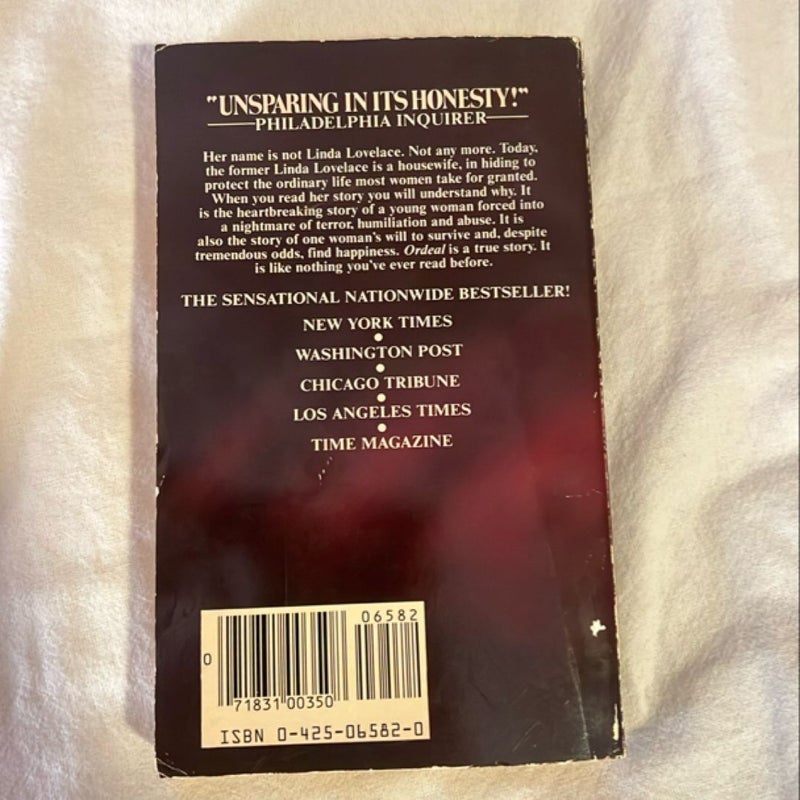 "UNSPARING IN ITS HONESTY!"
PHILADELPHIA INQUIRER
Her name is not Linda Lovelace. Not any more. Today,
the former Linda Lovelace is a housewife, in hiding to
protect the ordinary life most women take for granted.
When you read her story you will understand why. It
is the heartbreaking story of a young woman forced into
a nightmare of terror, humiliation and abuse. It is
also the story of one woman's will to survive and, despite
tremendous odds, find happiness. Ordeal is a true story. It
is like nothing you've ever read before.
THE SENSATIONAL NATIONWIDE BESTSELLER!
NEW YORK TIMES
•
WASHINGTON POST
•
CHICAGO TRIBUNE
•
LOS ANGELES TIMES
•
TIME MAGAZINE
06582
0
71831 00350
ISBN 0-425-06582-0